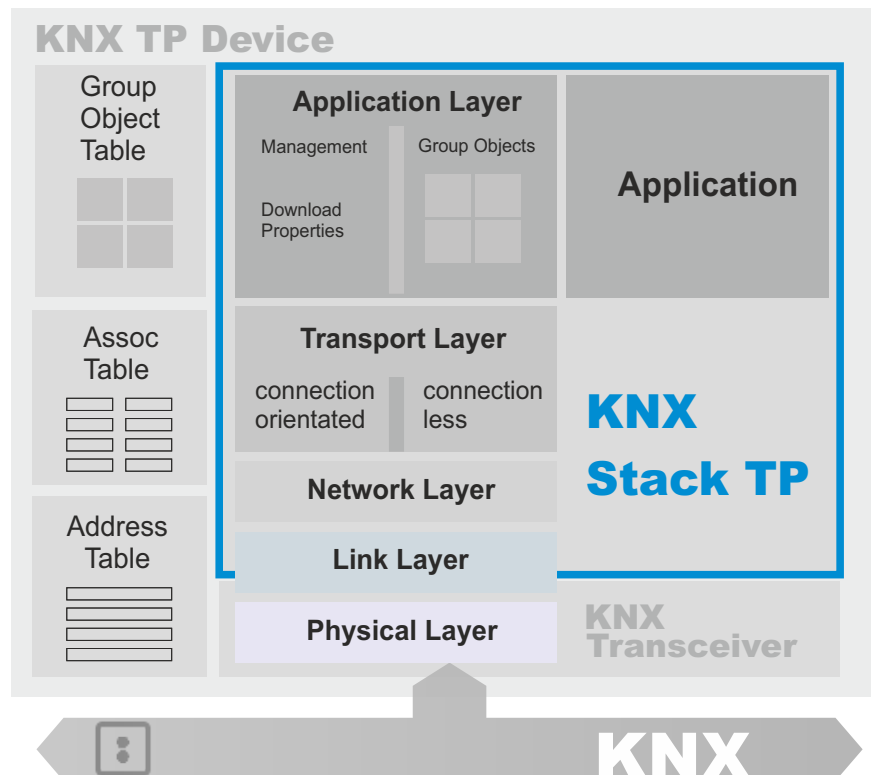 KNX TP Device
Group
Object
Table
Application Layer
Management
Group Objects
Download
Properties
Application
Assoc
Table
Transport Layer
connection
orientated
connection
less
KNX
Stack TP
Network Layer
Address
Table
Link Layer
Physical Layer
KNX
Transceiver
KNX